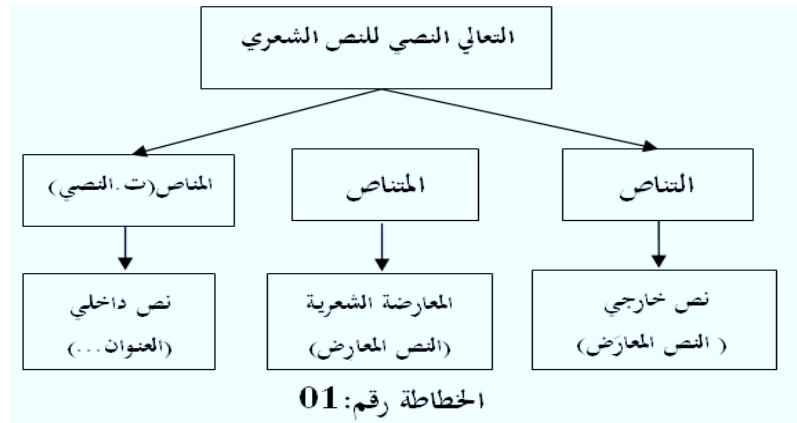 التعالي النصي للنص الشعري
التناص
المتناص
المناص(ت.النصي)
نص خارجي
( النص المعارَض)
المعارضة الشعرية
(النص المعارض)
نص داخلي
(العنوان...)
الخطاطة رقم:01